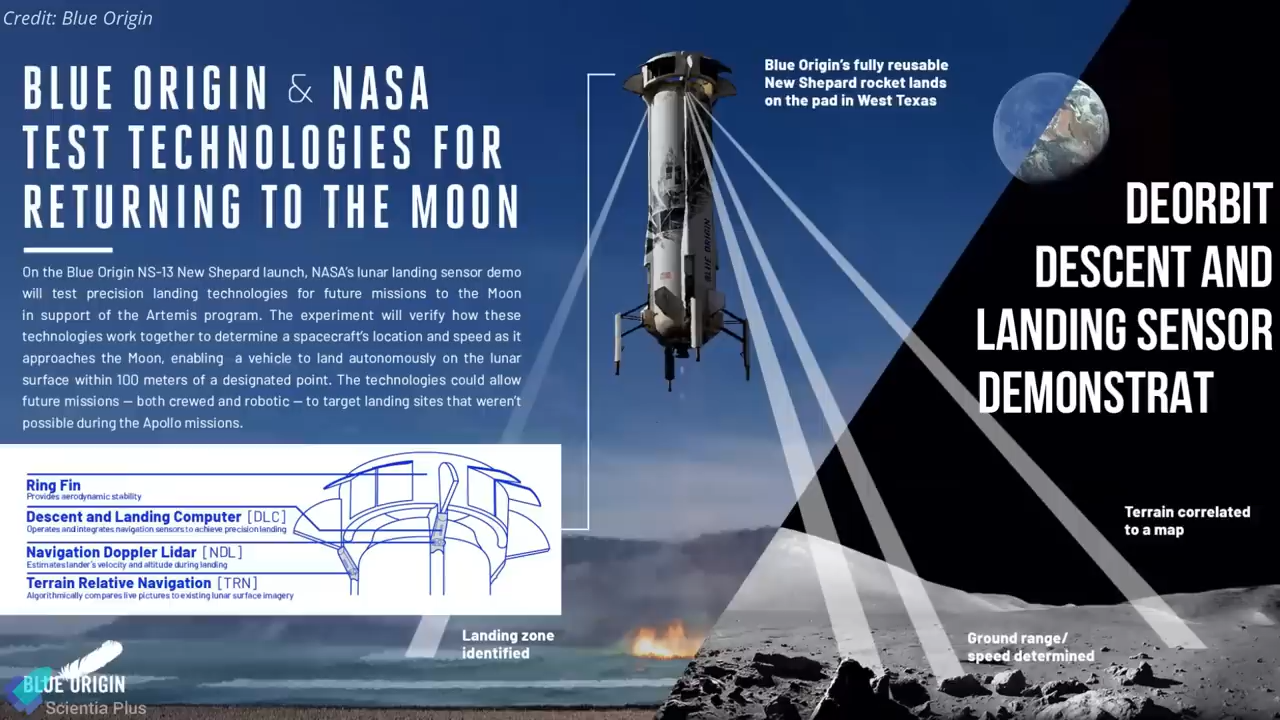 Credit: Blue Origin
BLUE ORIGIN & NASA
TEST TECHNOLOGIES FOR
RETURNING TO THE MOON
On the Blue Origin NS-13 New Shepard launch, NASA's lunar landing sensor demo
will test precision landing technologies for future missions to the Moon
in support of the Artemis program. The experiment will verify how these
technologies work together to determine a spacecraft's location and speed as it
approaches the Moon, enabling a vehicle to land autonomously on the lunar
surface within 100 meters of a designated point. The technologies could allow
future missions — both crewed and robotic — to target landing sites that weren't
possible during the Apollo missions.
Ring Fin
Provides aerodynamic stability
Descent and Landing Computer [DLC]
Operates and integrates navigation sensors to achieve precision landing
Navigation Doppler Lidar [NDL]
Estimates lander's velocity and altitude during landing
Terrain Relative Navigation [TRN]
Algorithmically compares live pictures to existing lunar surface imagery
BLUE ORIGIN
Scientia Plus
Blue Origin's fully reusable
New Shepard rocket lands
on the pad in West Texas
BLUE ORIGIN
Landing zone
identified
DEORBIT
DESCENT AND
LANDING SENSOR
DEMONSTRAT
Terrain correlated
to a map
Ground range/
speed determined